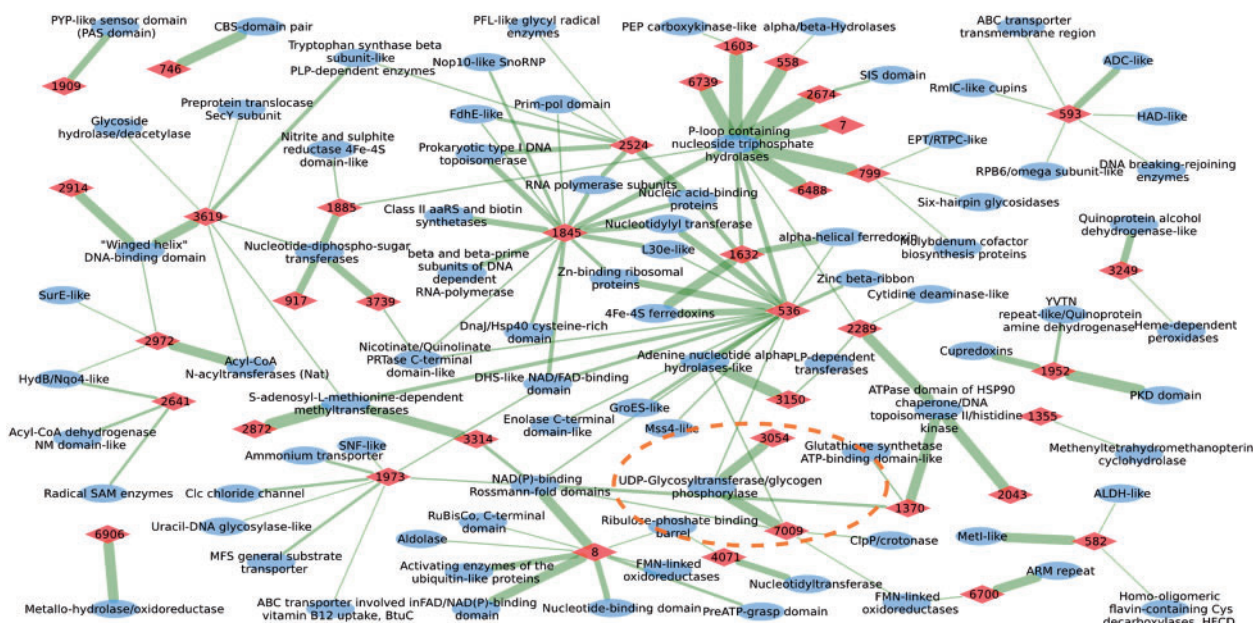 PYP-like sensor domain
(PAS domain)
CBS-domain pair
746
1909
Tryptophan synthase beta
subunit-like
PLP-dependent enzymes
PFL-like glycyl radical
enzymes
Nop10-like SnoRNP
Prim-pol domain
FdhE-like
Prokaryotic type I DNA
topoisomerase
2524
PEP carboxykinase-like
1603
alpha/beta-Hydrolases
558
6739
2674
SIS domain
7
P-loop containing
nucleoside triphosphate
hydrolases
799
6488
EPT/RTPC-like
Six-hairpin glycosidases
Molybdenum cofactor
biosynthesis proteins
ABC transporter
transmembrane region
ADC-like
RmlC-like cupins
593
HAD-like
RPB6/omega subunit-like
DNA breaking-rejoining
enzymes
Preprotein translocase
SecY subunit
Glycoside
hydrolase/deacetylase
Nitrite and sulphite
reductase 4Fe-4S
domain-like
2914
3619
1885
"Winged helix"
DNA-binding domain
Nucleotide-diphospho-sugar
transferases
917
3739
RNA polymerase subunits
Nucleic acid-binding
proteins
Class II aaRS and biotin
synthetases
1845
Nucleotidylyl transferase
L30e-like
1632
alpha-helical ferredoxin
beta and beta-prime
subunits of DNA
dependent
RNA-polymerase
Zn-binding ribosomal
proteins
Zinc beta-ribbon
536
4Fe-4S ferredoxins
Cytidine deaminase-like
2289
Quinoprotein alcohol
dehydrogenase-like
3249
YVTN
repeat-like/Quinoprotein
amine dehydrogenase
Heme-dependent
peroxidases
Cupredoxins
1952
PKD domain
SurE-like
2972
Acyl-CoA
N-acyltransferases (Nat)
HydB/Nqo4-like
2641
Acyl-CoA dehydrogenase
NM domain-like
Radical SAM enzymes
DnaJ/Hsp40 cysteine-rich
domain
Nicotinate/Quinolinate
PRTase C-terminal
domain-like
DHS-like NAD/FAD-binding
domain
Adenine nucleotide alpha
hydrolases-like
PLP-dependent
transferases
3150
ATPase domain of HSP90
chaperone/DNA
topoisomerase II/histidine
kinase
1355
Methenyltetrahydromethanopterin
cyclohydrolase
S-adenosyl-L-methionine-dependent
methyltransferases
2872
3314
Enolase C-terminal
domain-like
GroES-like
Mss4-like
3054
Glutathione synthetase
ATP-binding domain-like
SNF-like
Ammonium transporter
1973
Clc chloride channel
Uracil-DNA glycosylase-like
MFS general substrate
transporter
NAD(P)-binding
Rossmann-fold domains
UDP-Glycosyltransferase/glycogen
phosphorylase
1370
2043
ALDH-like
6906
Metallo-hydrolase/oxidoreductase
RuBisCo, C-terminal
domain
Aldolase
Activating enzymes of the
ubiquitin-like proteins
8
Ribulose-phoshate binding
barrel
7009
ClpP/crotonase
4071
FMN-linked
oxidoreductases
Nucleotidyltransferase
MetI-like
582
ABC transporter involved in
vitamin B12 uptake, BtuC
FAD/NAD(P)-binding
domain
Nucleotide-binding domain
PreATP-grasp domain
FMN-linked
oxidoreductases
6700
ARM repeat
Homo-oligomeric
flavin-containing Cys
decarboxylases, HFCD